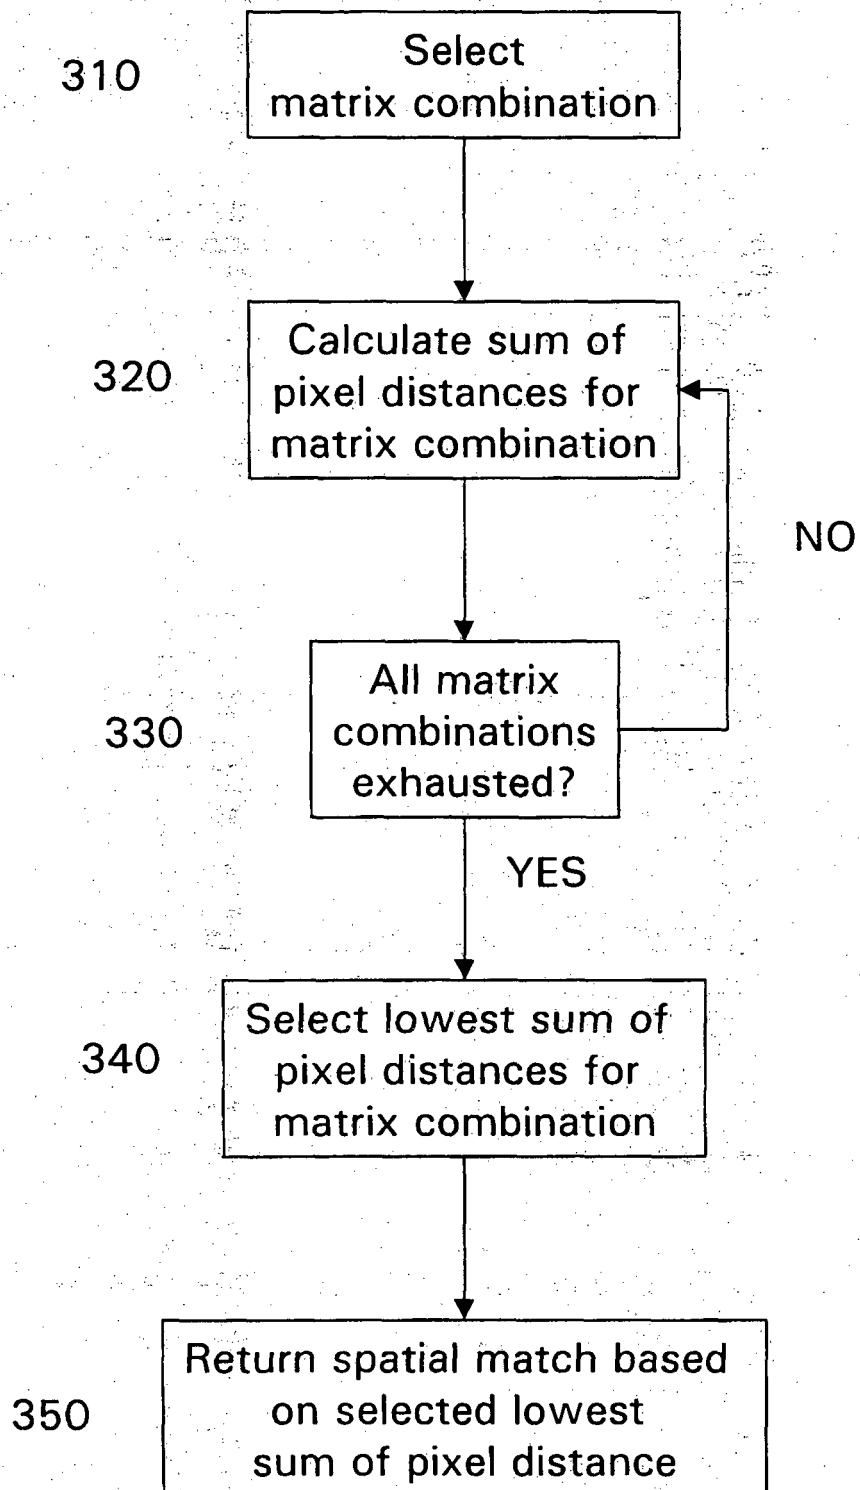 310
Select
matrix combination
320
Calculate sum of
pixel distances for
matrix combination
NO
330
All matrix
combinations
exhausted?
YES
340
Select lowest sum of
pixel distances for
matrix combination
350
Return spatial match based
on selected lowest
sum of pixel distance